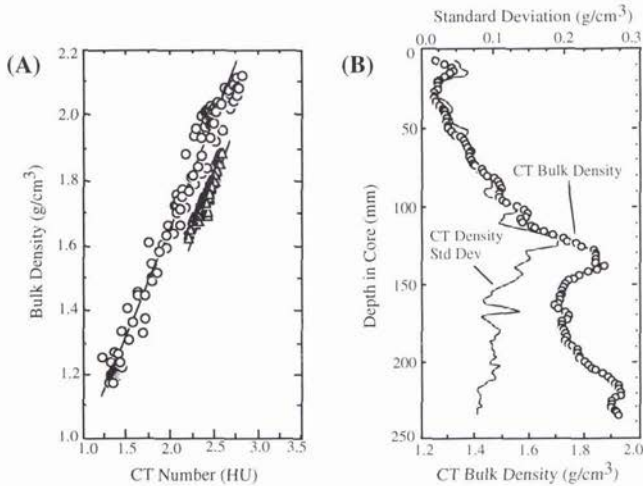 (A)
Bulk Density (g/cm³)
2.2
2.0
1.8
1.6
1.4
1.2
1.0
1.0 1.5 2.0 2.5 3.0 3.5
CT Number (HU)
(B)
Standard Deviation (g/cm³)
0 0.1 0.2 0.3
Depth in Core (mm)
0
50
100
150
200
250
CT Bulk Density
CT Density
Std Dev
1.2 1.4 1.6 1.8 2.0
CT Bulk Density (g/cm³)